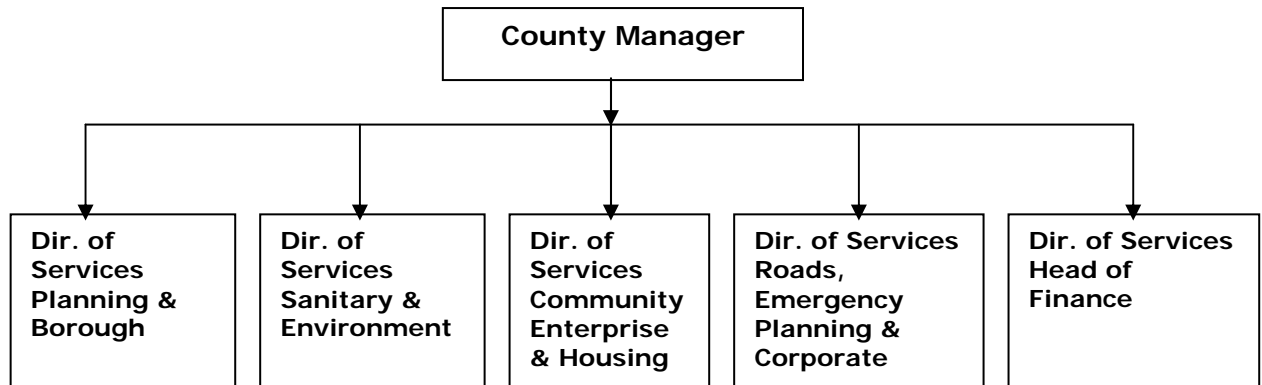 County Manager
Dir. of
Services
Planning &
Borough
Dir. of
Services
Sanitary &
Environment
Dir. of
Services
Community
Enterprise
& Housing
Dir. of Services
Roads,
Emergency
Planning &
Corporate
Dir. of Services
Head of
Finance